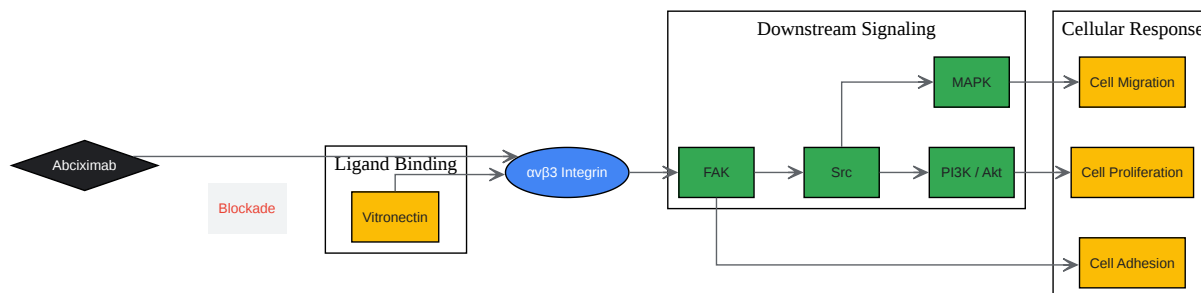 Downstream Signaling
Cellular Response
MAPK
Cell Migration
Abciximab
Ligand Binding
αvβ3 Integrin
FAK
Src
PI3K / Akt
Cell Proliferation
Blockade
Vitronectin
Cell Adhesion